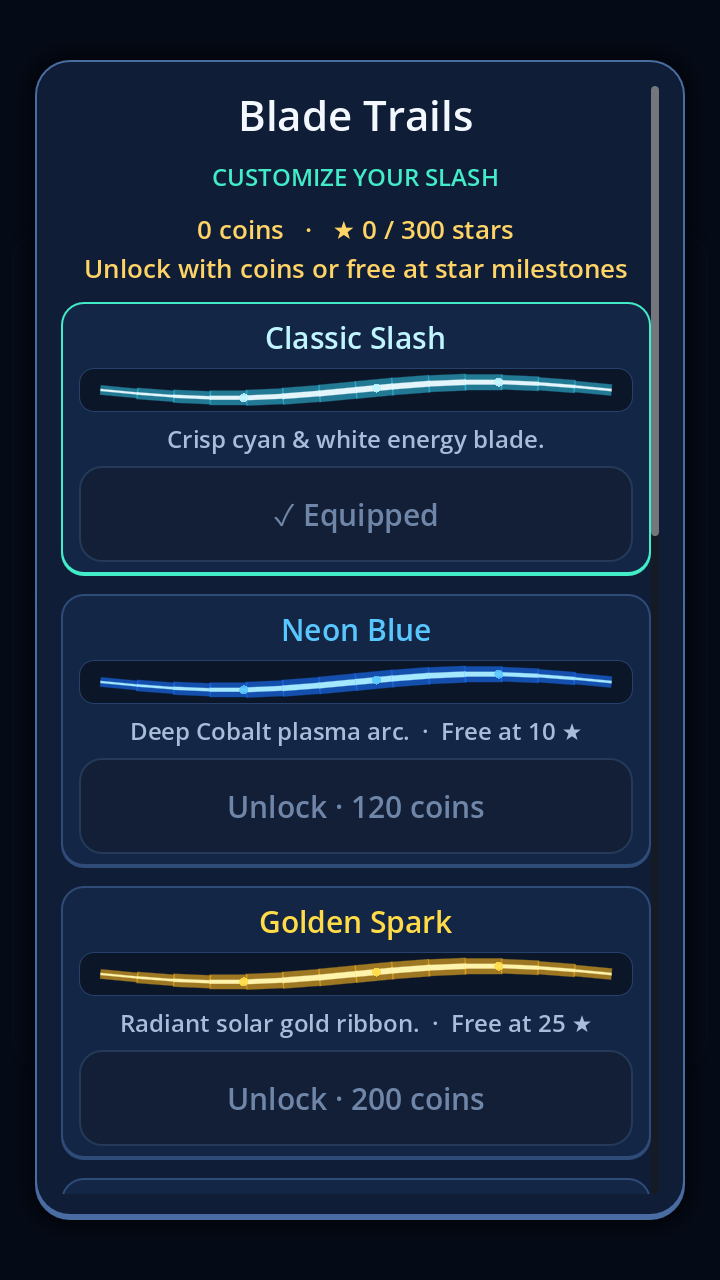 Blade Trails
CUSTOMIZE YOUR SLASH
0 coins · ★ 0 / 300 stars
Unlock with coins or free at star milestones
Classic Slash
Crisp cyan & white energy blade.
✓ Equipped
Neon Blue
Deep Cobalt plasma arc. · Free at 10 ★
Unlock · 120 coins
Golden Spark
Radiant solar gold ribbon. · Free at 25 ★
Unlock · 200 coins